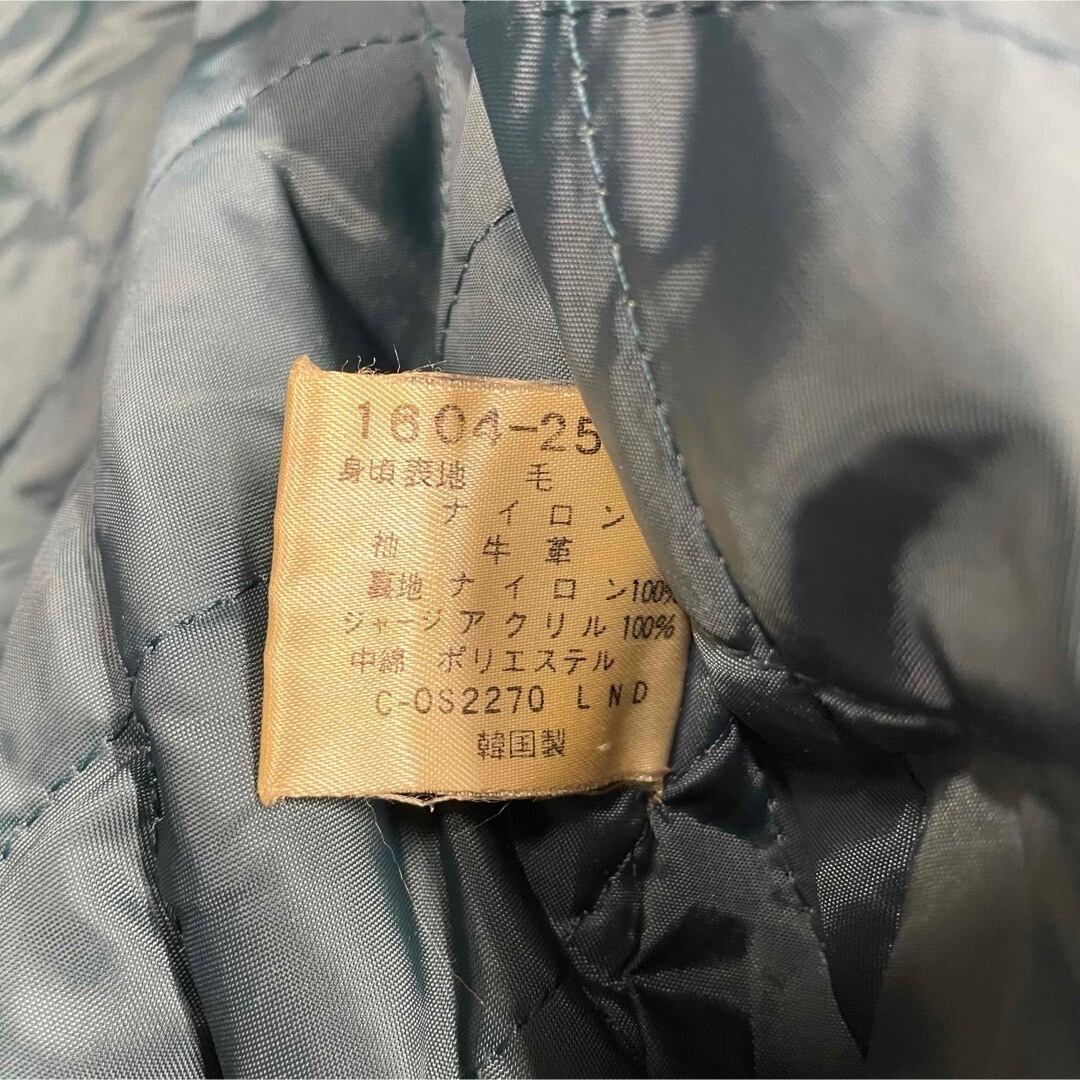 1604-25
身頃表地 毛
ナイロン
袖 牛革
裏地 ナイロン100%
ジャージアクリル100%
中綿 ポリエステル
C-OS2270 LND
韓国製